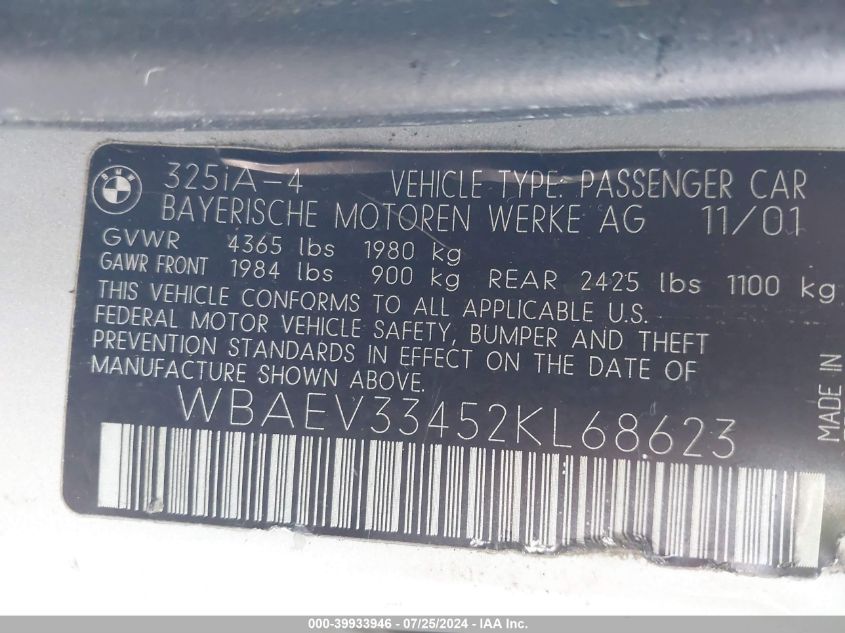 BMW
325iA-4 VEHICLE TYPE: PASSENGER CAR
BAYERISCHE MOTOREN WERKE AG 11/01
GVWR 4365 lbs 1980 kg
GAWR FRONT 1984 lbs 900 kg REAR 2425 lbs 1100 kg
THIS VEHICLE CONFORMS TO ALL APPLICABLE U.S.
FEDERAL MOTOR VEHICLE SAFETY, BUMPER AND THEFT
PREVENTION STANDARDS IN EFFECT ON THE DATE OF
MANUFACTURE SHOWN ABOVE.
WBAEV33452KL68623
MADE IN
000-39933946 - 07/25/2024 - IAA Inc.